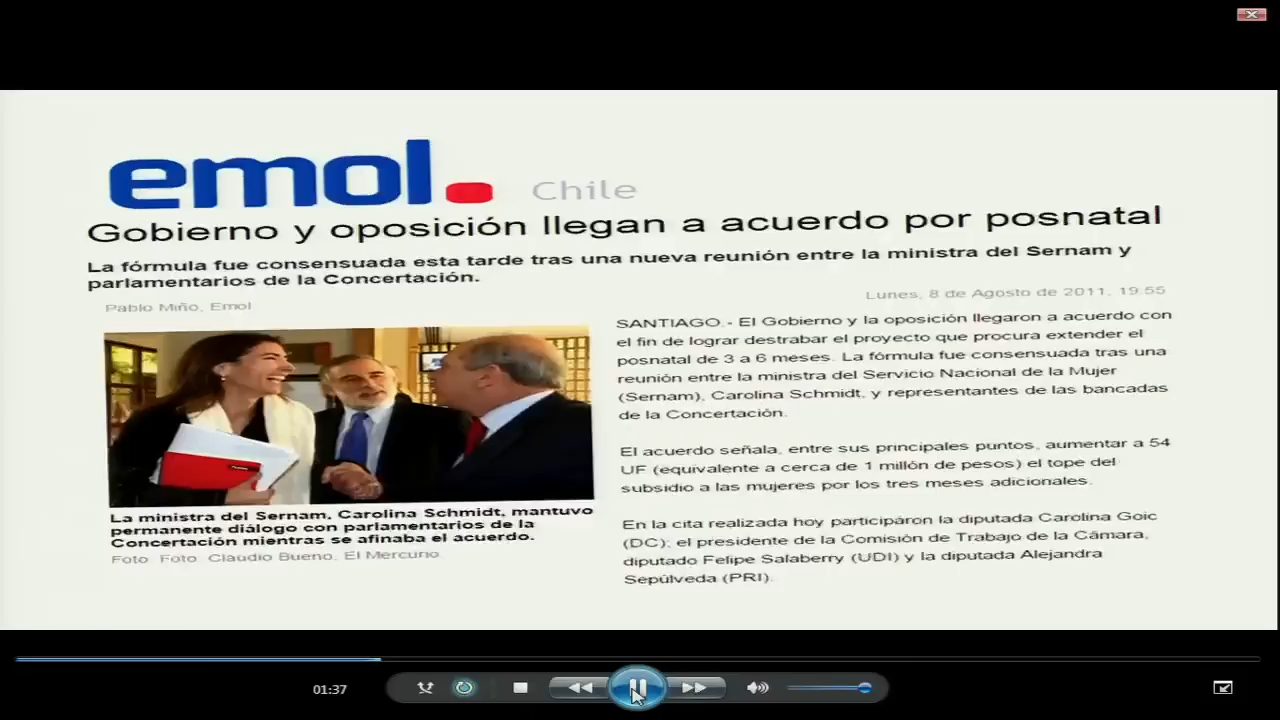 emol. Chile
Gobierno y oposición llegan a acuerdo por posnatal
La fórmula fue consensuada esta tarde tras una nueva reunión entre la ministra del Sernam y
parlamentarios de la Concertación.
Pablo Miño, Emol
Lunes, 8 de Agosto de 2011, 19:55
La ministra del Sernam, Carolina Schmidt, mantuvo
permanente diálogo con parlamentarios de la
Concertación mientras se afinaba el acuerdo.
Foto Foto Claudio Bueno, El Mercurio
SANTIAGO.- El Gobierno y la oposición llegaron a acuerdo con
el fin de lograr destrabar el proyecto que procura extender el
posnatal de 3 a 6 meses. La fórmula fue consensuada tras una
reunión entre la ministra del Servicio Nacional de la Mujer
(Sernam), Carolina Schmidt, y representantes de las bancadas
de la Concertación.
El acuerdo señala, entre sus principales puntos, aumentar a 54
UF (equivalente a cerca de 1 millón de pesos) el tope del
subsidio a las mujeres por los tres meses adicionales.
En la cita realizada hoy participaron la diputada Carolina Goic
(DC); el presidente de la Comisión de Trabajo de la Cámara,
diputado Felipe Salaberry (UDI) y la diputada Alejandra
Sepúlveda (PRI).
01:37